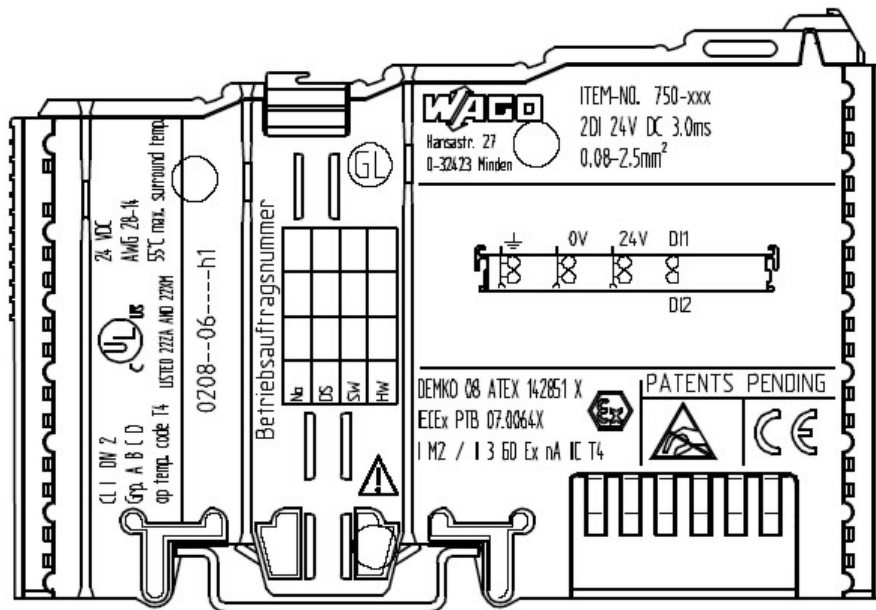 24 VDC
AWG 28-14
55°C max. surround temp.
C UL US
LISTED 22ZA AND 22XM
CL I DIV 2
Grp. A B C D
op temp. code T4
0208--06----h1
Betriebsauftragsnummer
GL
No
DS
SW
HW
WAGO
Hansastr. 27
D-32423 Minden
ITEM-NO. 750-xxx
2DI 24V DC 3.0ms
0.08-2.5mm²
0V 24V DI1
DI2
DEMKO 08 ATEX 142851 X
IECEx PTB 07.0064X
I M2 / II 3 GD Ex nA IIC T4
Ex
PATENTS PENDING
CE